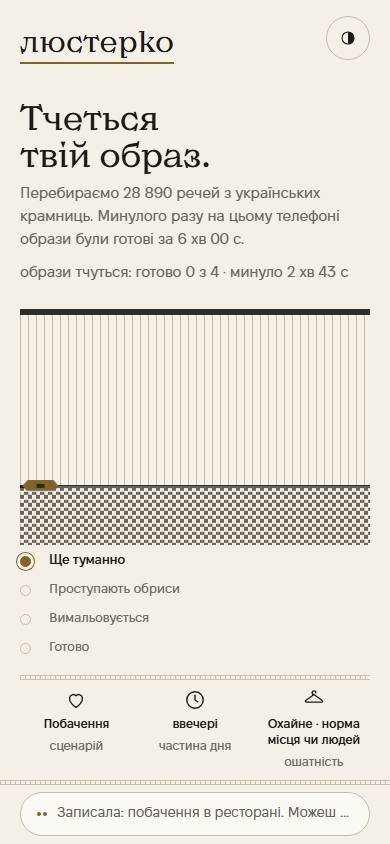 люстерко
Тчеться
твій образ.
Перебираємо 28 890 речей з українських
крамниць. Минулого разу на цьому телефоні
образи були готові за 6 хв 00 с.
образи тчуться: готово 0 з 4 · минуло 2 хв 43 с
Ще туманно
Проступають обриси
Вимальовується
Готово
Побачення
сценарій
ввечері
частина дня
Охайне · норма
місця чи людей
ошатність
Записала: побачення в ресторані. Можеш ...